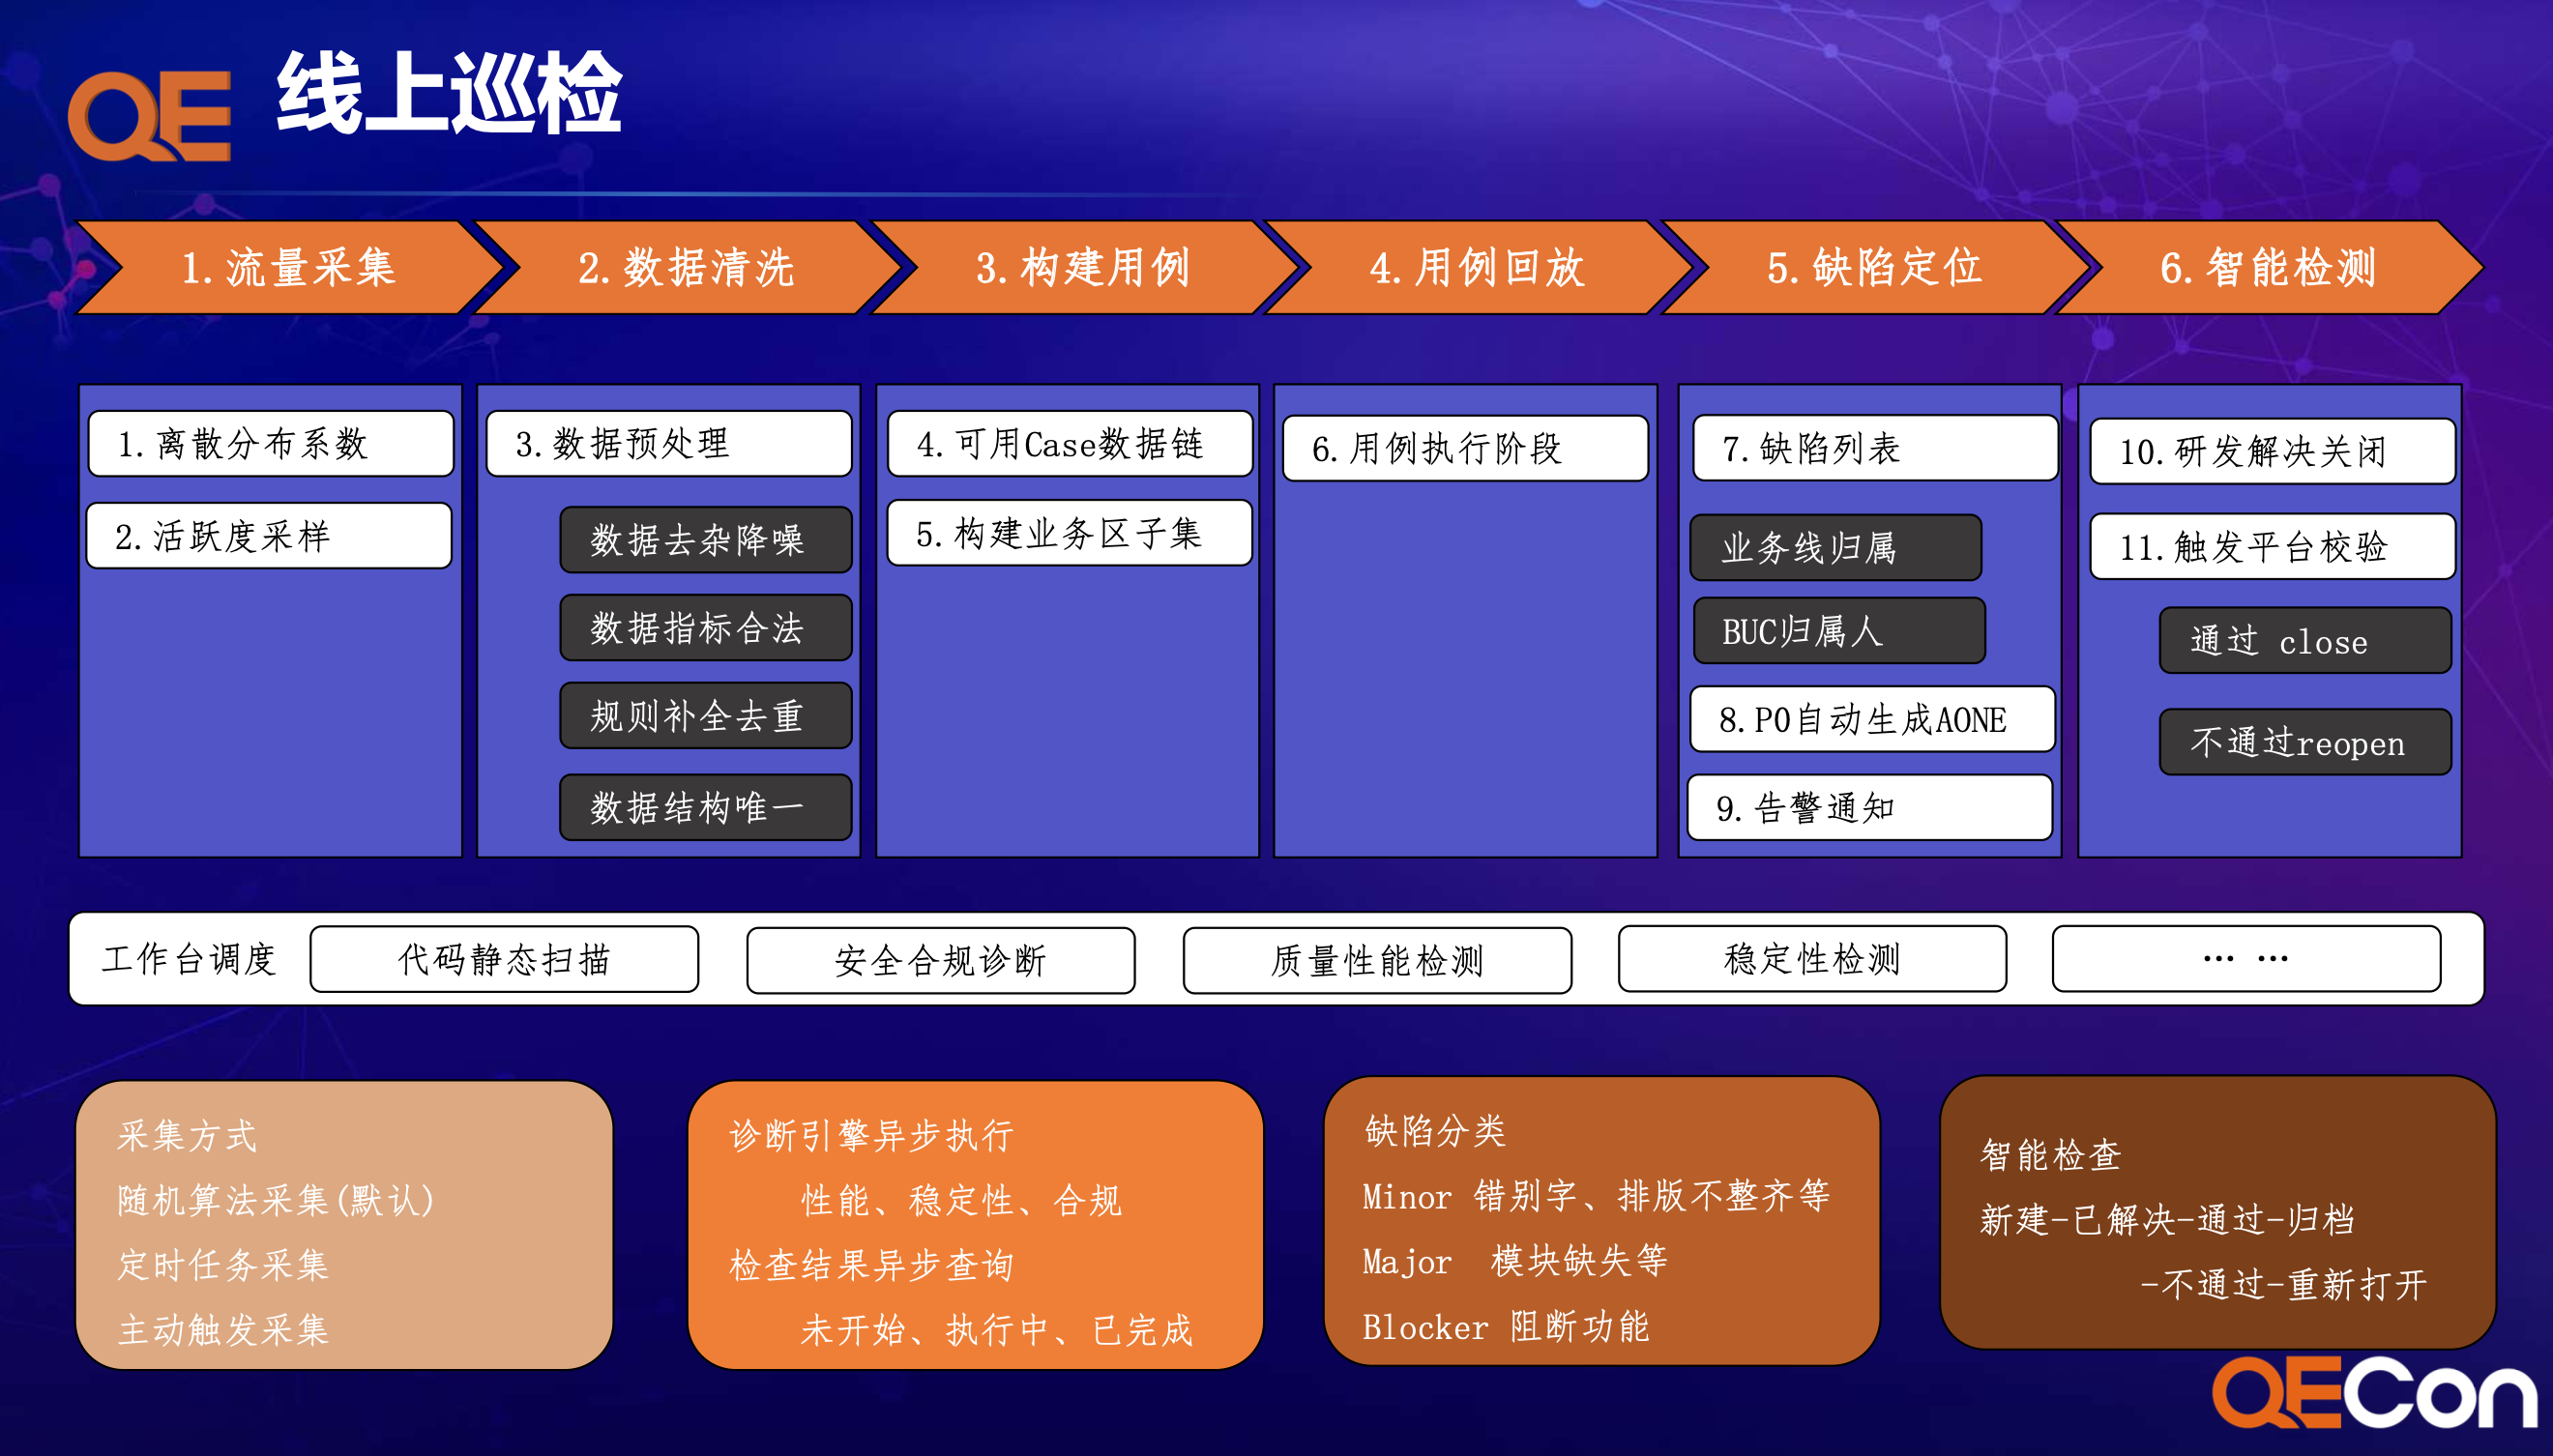 QE 线上巡检
1.流量采集
2.数据清洗
3.构建用例
4.用例回放
5.缺陷定位
6.智能检测
1.离散分布系数
2.活跃度采样
3.数据预处理
数据去杂降噪
数据指标合法
规则补全去重
数据结构唯一
4.可用Case数据链
5.构建业务区子集
6.用例执行阶段
7.缺陷列表
业务线归属
BUC归属人
8.P0自动生成AONE
9.告警通知
10.研发解决关闭
11.触发平台校验
通过 close
不通过reopen
工作台调度
代码静态扫描
安全合规诊断
质量性能检测
稳定性检测
… …
采集方式
随机算法采集(默认)
定时任务采集
主动触发采集
诊断引擎异步执行
性能、稳定性、合规
检查结果异步查询
未开始、执行中、已完成
缺陷分类
Minor 错别字、排版不整齐等
Major 模块缺失等
Blocker 阻断功能
智能检查
新建-已解决-通过-归档
-不通过-重新打开
QECon